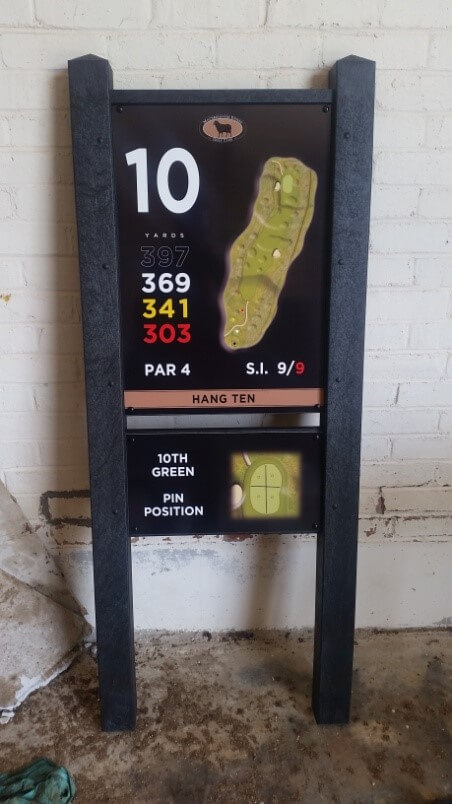 10
YARDS
397
369
341
303
PAR 4 S.I. 9/9
HANG TEN
10TH
GREEN
PIN
POSITION